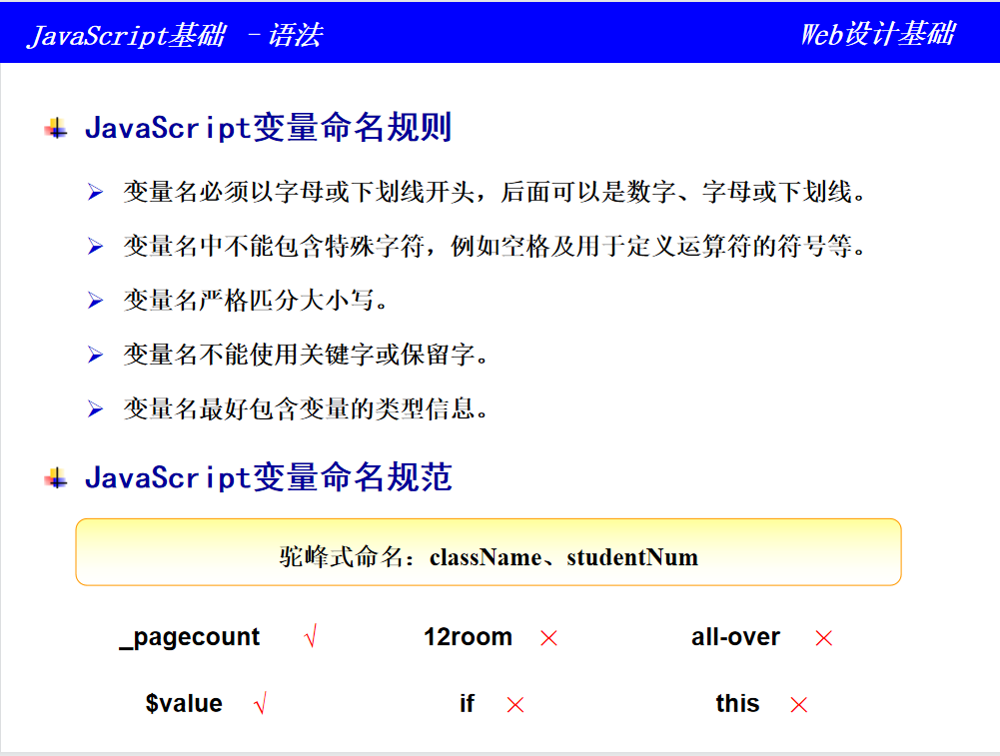 JavaScript基础 – 语法
Web设计基础
JavaScript变量命名规则
变量名必须以字母或下划线开头，后面可以是数字、字母或下划线。
变量名中不能包含特殊字符，例如空格及用于定义运算符的符号等。
变量名严格匹分大小写。
变量名不能使用关键字或保留字。
变量名最好包含变量的类型信息。
JavaScript变量命名规范
驼峰式命名：className、studentNum
_pagecount √ 12room × all-over ×
$value √ if × this ×